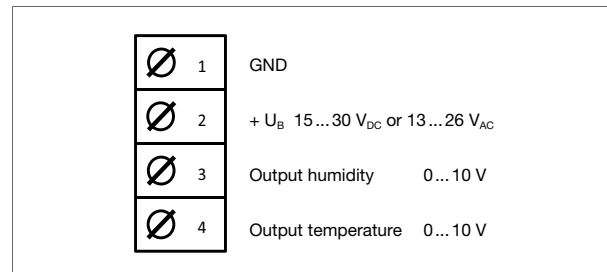 1 GND
2 + UB 15...30 VDC or 13...26 VAC
3 Output humidity 0...10 V
4 Output temperature 0...10 V